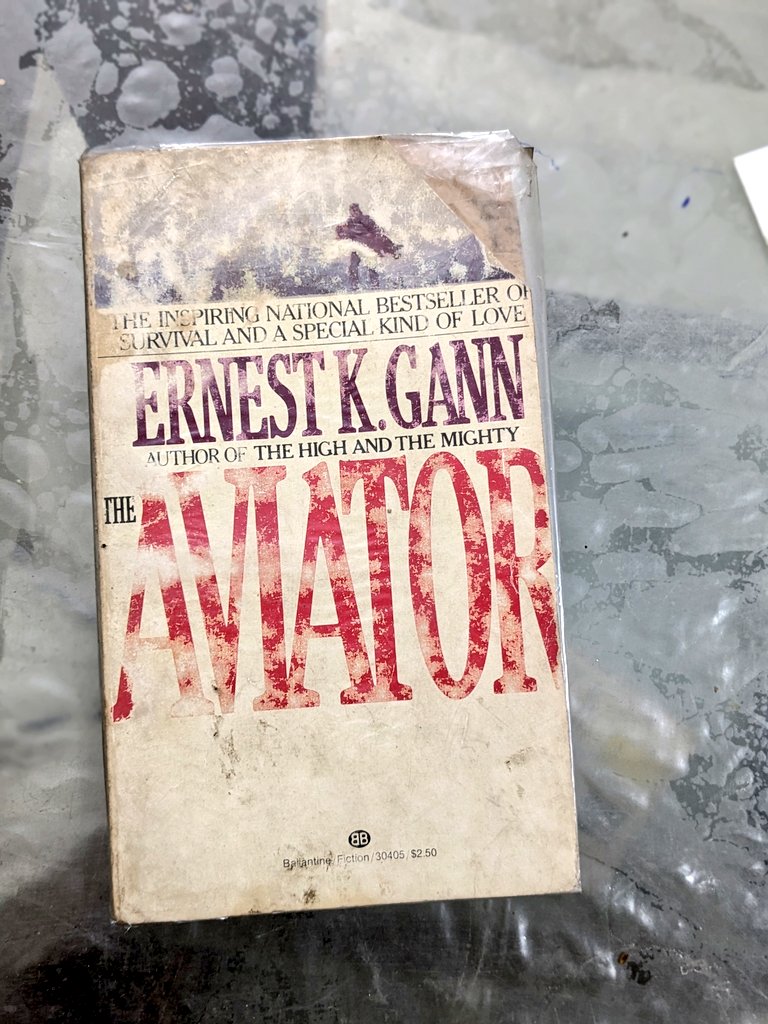 THE INSPIRING NATIONAL BESTSELLER OF
SURVIVAL AND A SPECIAL KIND OF LOVE
ERNEST K. GANN
AUTHOR OF THE HIGH AND THE MIGHTY
THE AVIATOR
BB
Ballantine/Fiction/30405/$2.50